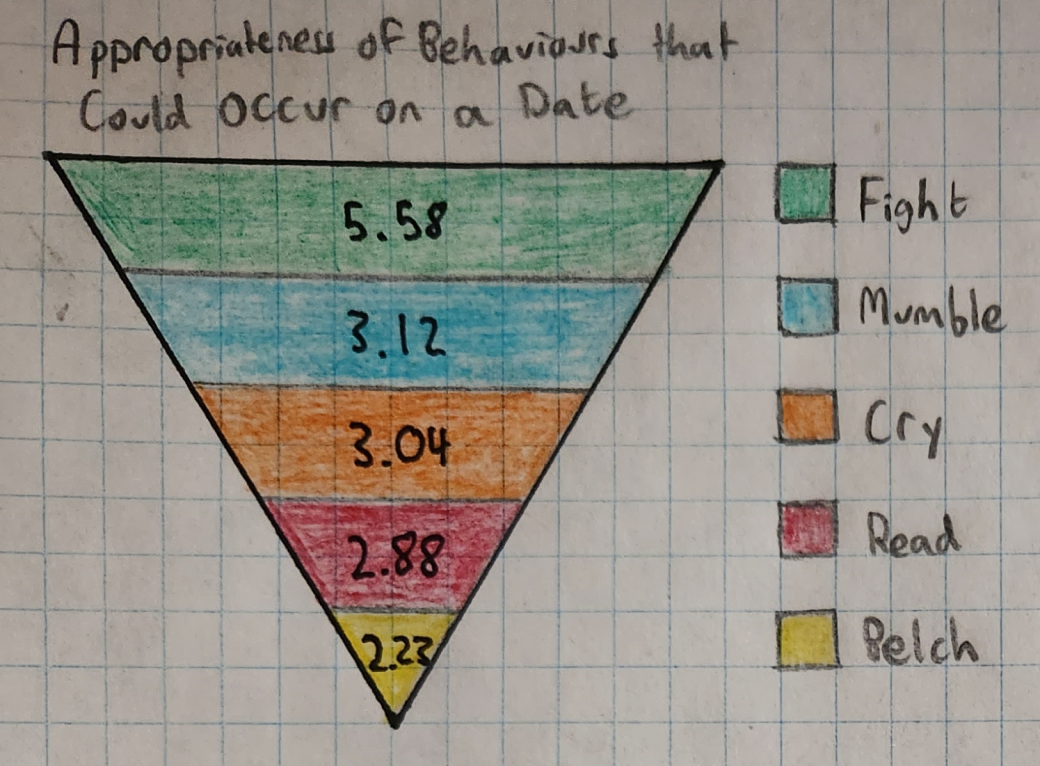 Appropriateness of Behaviours that
Could Occur on a Date
5.58
Fight
3.12
Mumble
3.04
Cry
2.88
Read
2.23
Belch